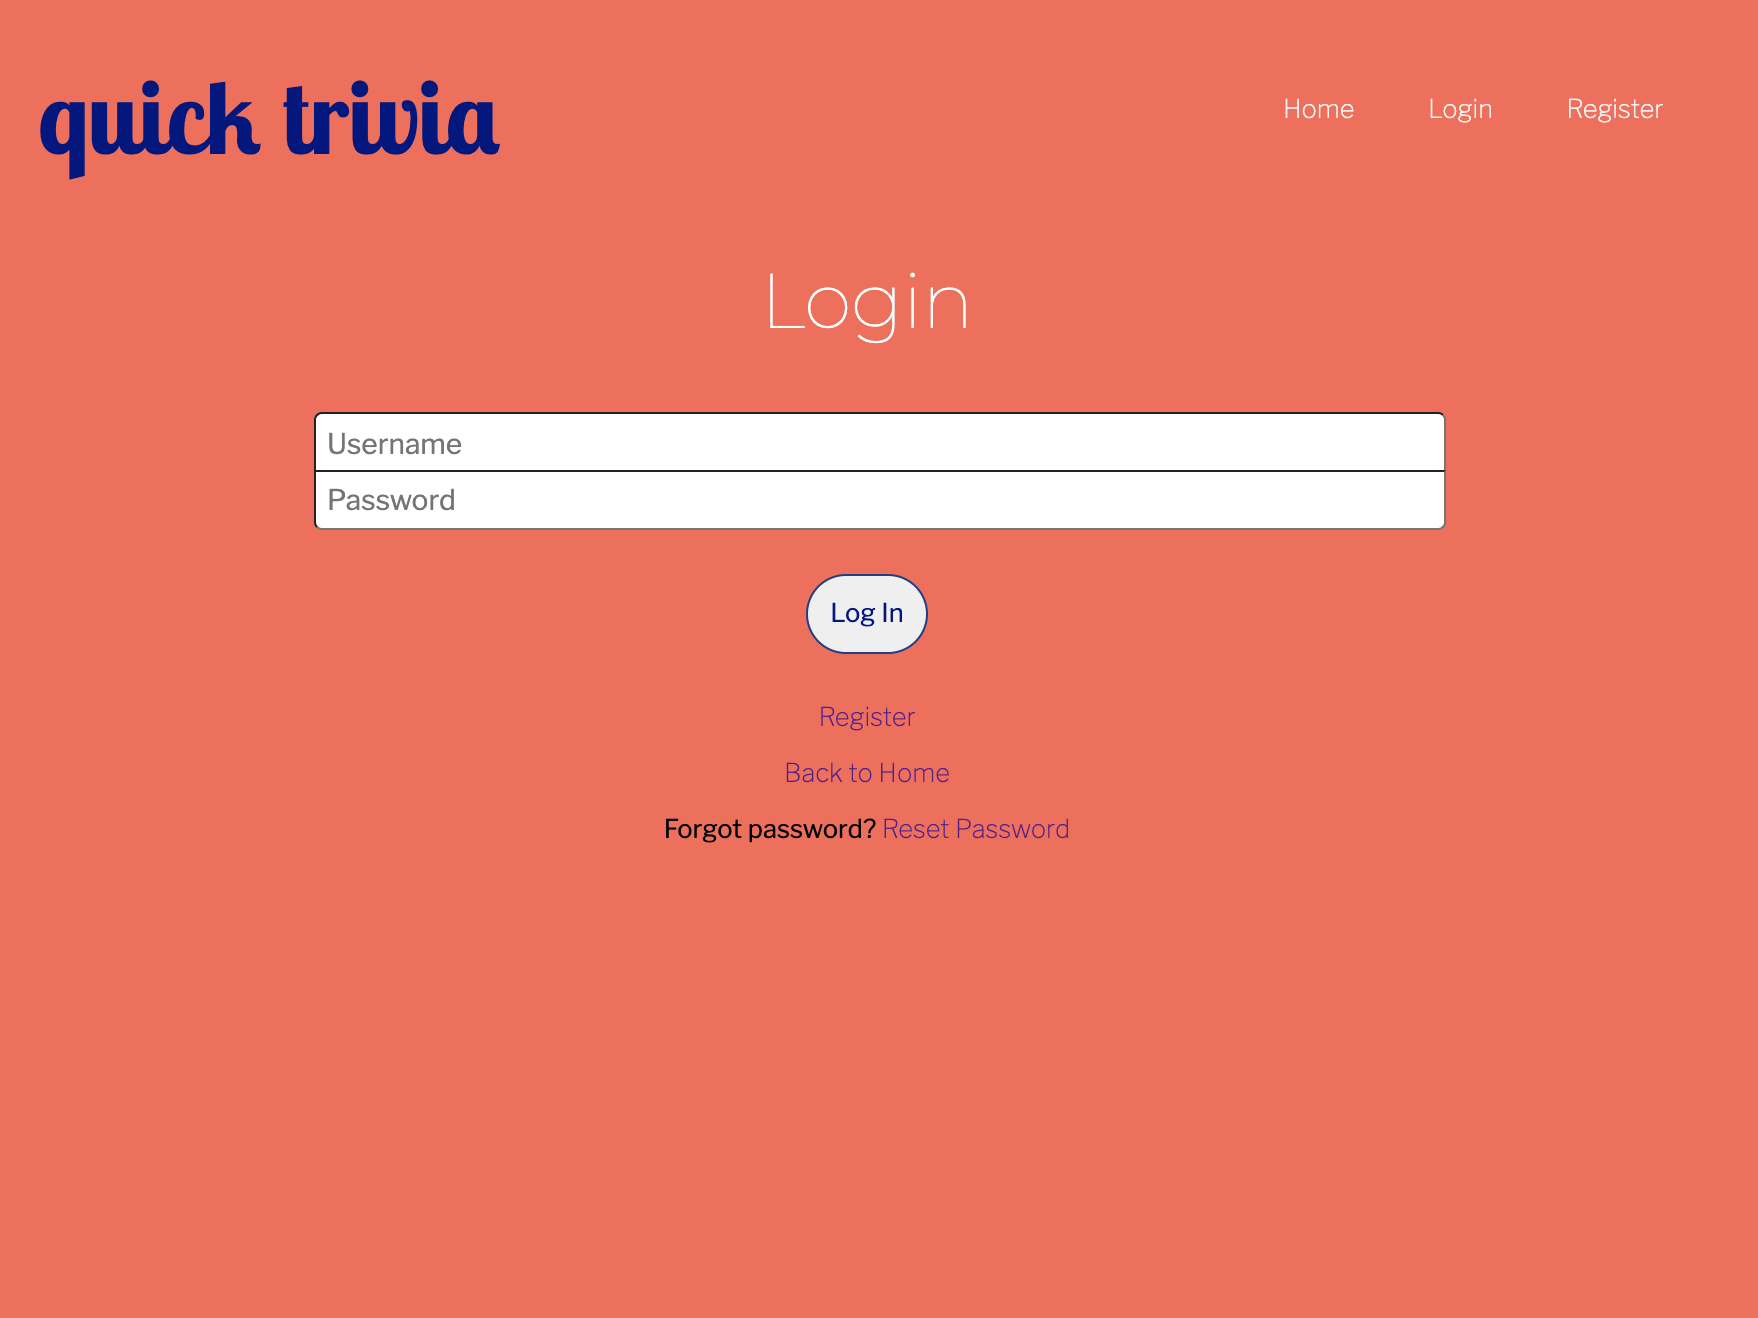 quick trivia
Home Login Register
Login
Username
Password
Log In
Register
Back to Home
Forgot password? Reset Password